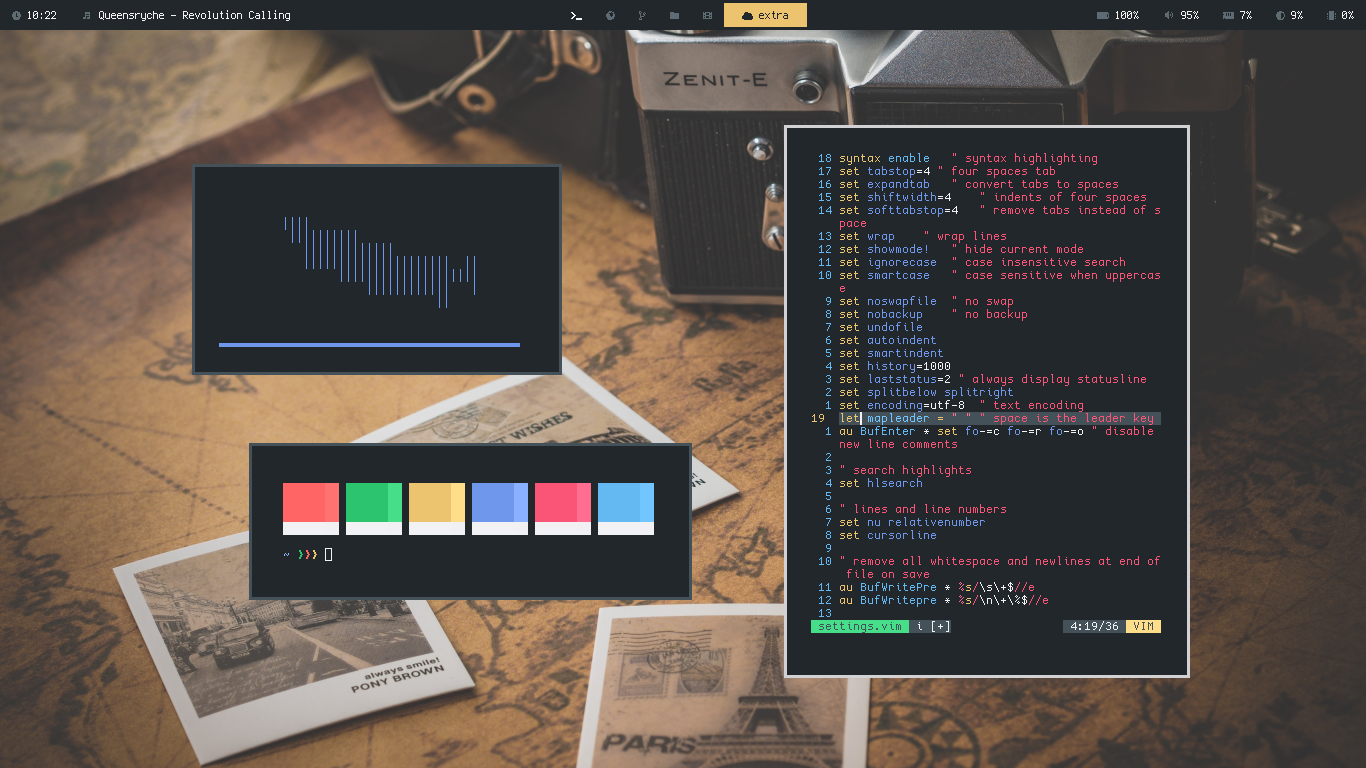 10:22
Queensryche - Revolution Calling
extra
100%
95%
7%
9%
0%
ZENIT-E
18 syntax enable   " syntax highlighting
17 set tabstop=4 " four spaces tab
16 set expandtab   " convert tabs to spaces
15 set shiftwidth=4    " indents of four spaces
14 set softtabstop=4   " remove tabs instead of s
pace
13 set wrap    " wrap lines
12 set showmode!   " hide current mode
11 set ignorecase  " case insensitive search
10 set smartcase   " case sensitive when uppercas
e
9 set noswapfile  " no swap
8 set nobackup    " no backup
7 set undofile
6 set autoindent
5 set smartindent
4 set history=1000
3 set laststatus=2 " always display statusline
2 set splitbelow splitright
1 set encoding=utf-8  " text encoding
19 let mapleader = " " " space is the leader key
1 au BufEnter * set fo-=c fo-=r fo-=o " disable
new line comments
2
3 " search highlights
4 set hlsearch
5
6 " lines and line numbers
7 set nu relativenumber
8 set cursorline
9
10 " remove all whitespace and newlines at end of
file on save
11 au BufWritePre * %s/\s\+$//e
12 au BufWritepre * %s/\n\+\%$//e
13
settings.vim i [+] 4:19/36 VIM
~ ❯❯❯
WISHES
always smile!
PONY BROWN
PARIS